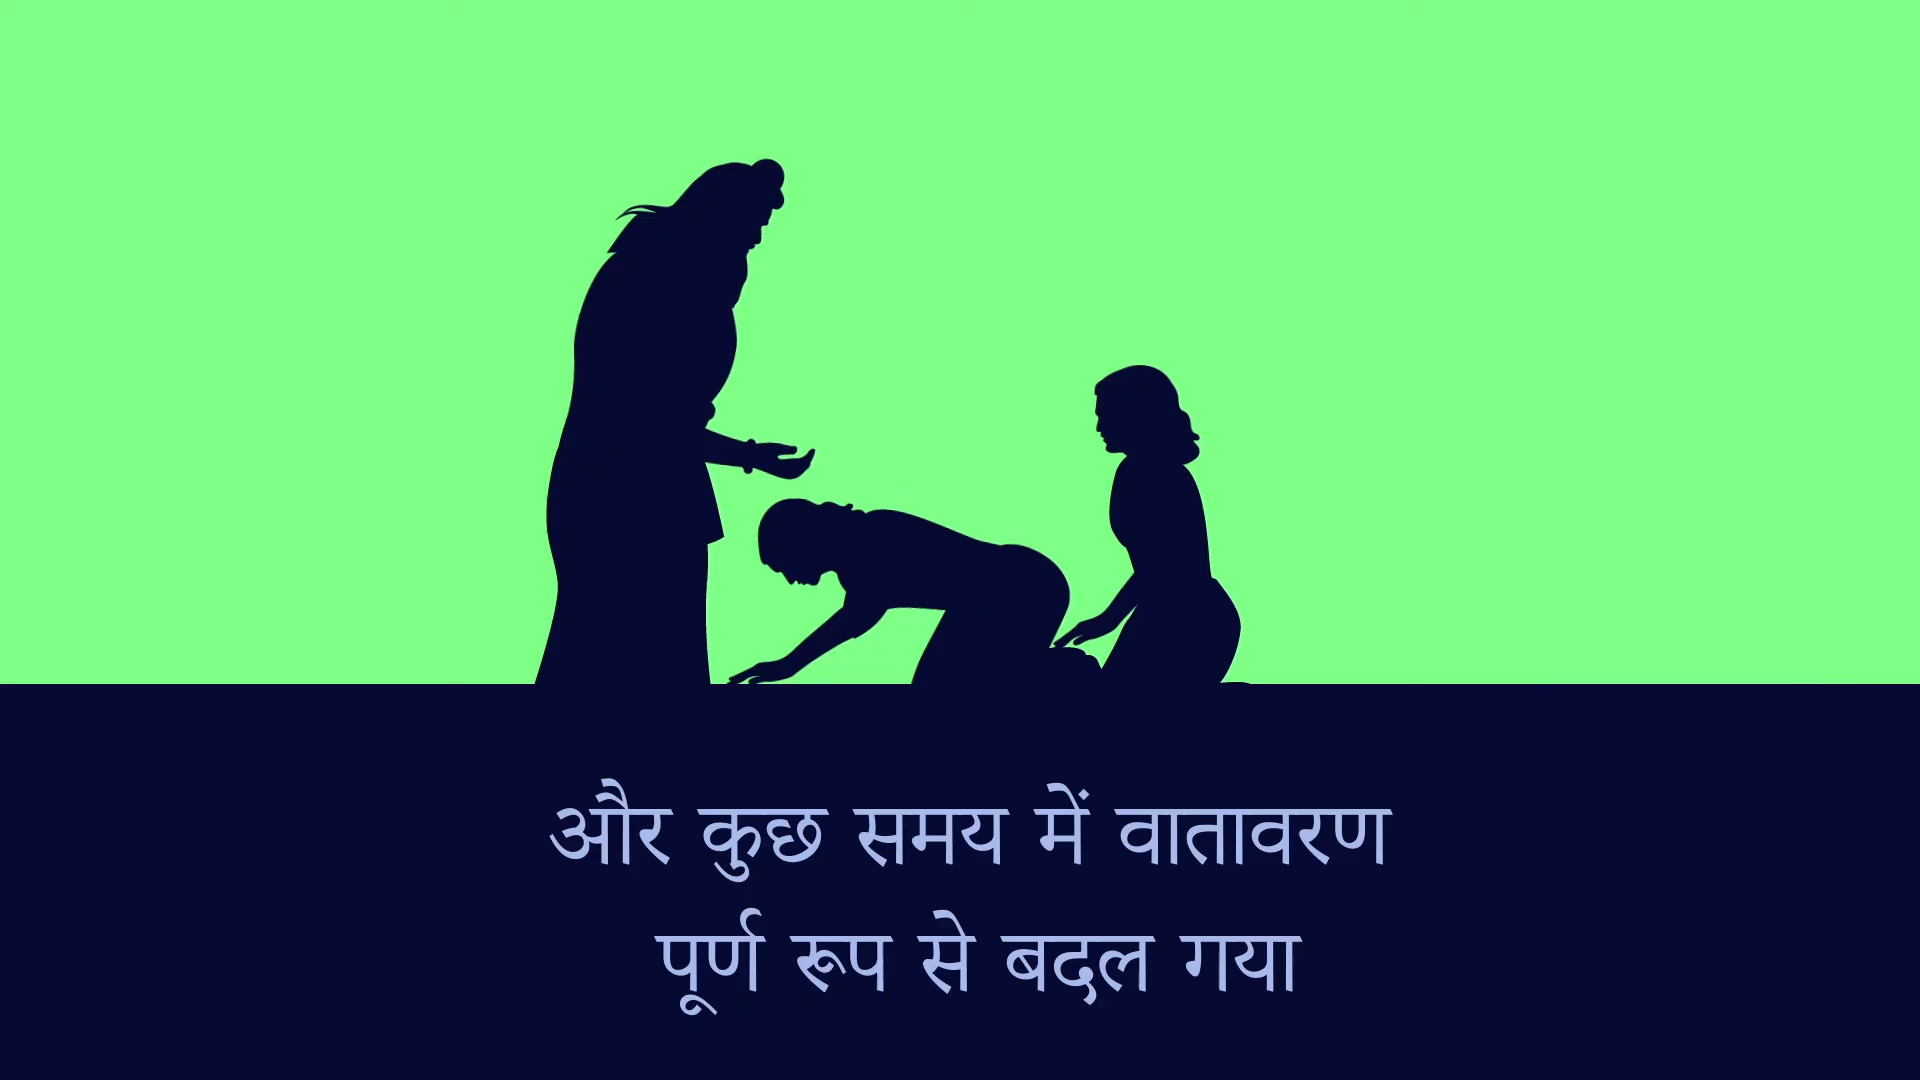 और कुछ समय में वातावरण
पूर्ण रूप से बदल गया